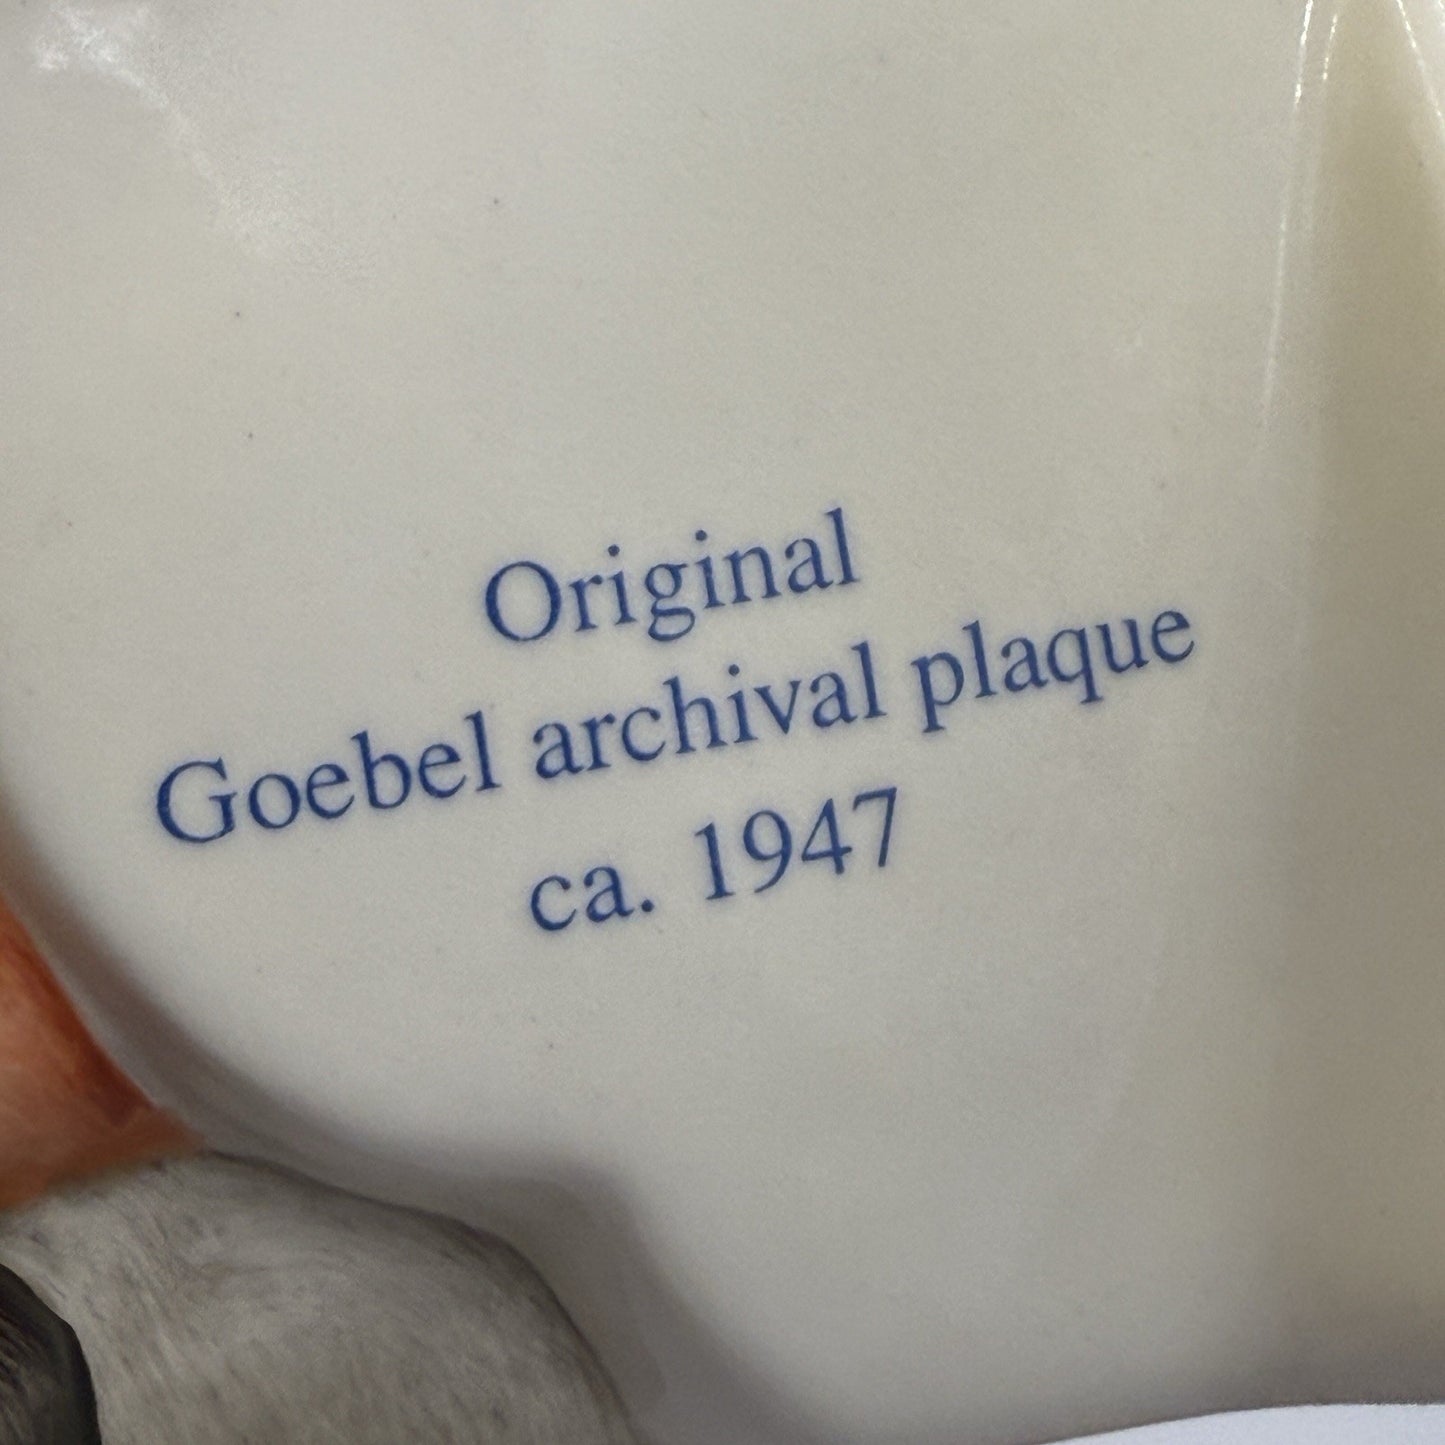 Original
Goebel archival plaque
ca. 1947